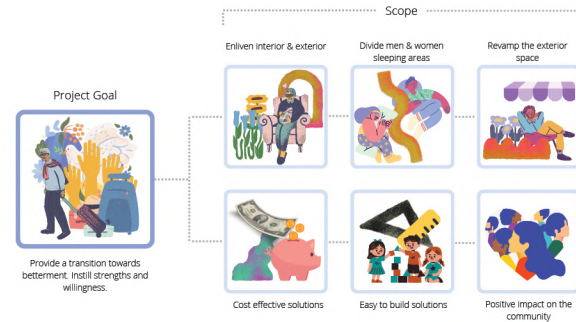 Scope
Enliven interior & exterior
Divide men & women
sleeping areas
Revamp the exterior
space
Project Goal
Provide a transition towards
betterment. Instill strengths and
willingness.
Cost effective solutions
Easy to build solutions
Positive impact on the
community